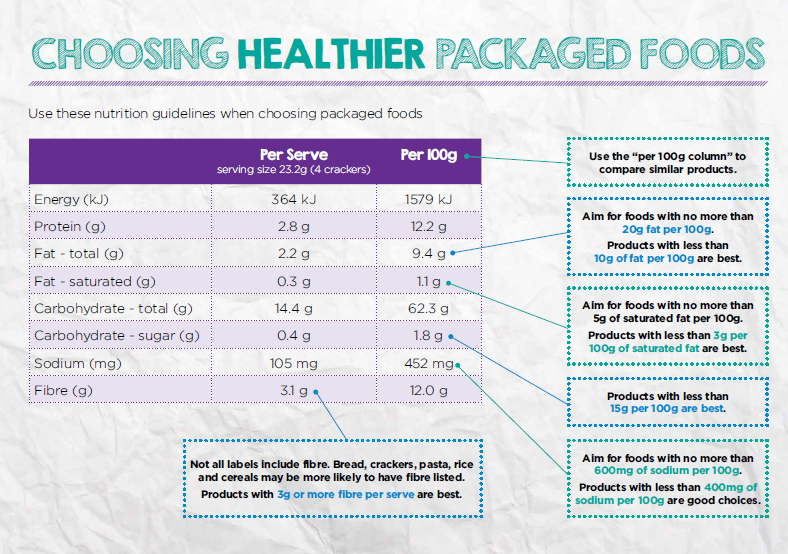 CHOOSING HEALTHIER PACKAGED FOODS
Use these nutrition guidelines when choosing packaged foods
Per Serve Per 100g
serving size 23.2g (4 crackers)
Energy (kJ) 364 kJ 1579 kJ
Protein (g) 2.8 g 12.2 g
Fat - total (g) 2.2 g 9.4 g
Fat - saturated (g) 0.3 g 1.1 g
Carbohydrate - total (g) 14.4 g 62.3 g
Carbohydrate - sugar (g) 0.4 g 1.8 g
Sodium (mg) 105 mg 452 mg
Fibre (g) 3.1 g 12.0 g
Use the “per 100g column” to
compare similar products.
Aim for foods with no more than
20g fat per 100g.
Products with less than
10g of fat per 100g are best.
Aim for foods with no more than
5g of saturated fat per 100g.
Products with less than 3g per
100g of saturated fat are best.
Products with less than
15g per 100g are best.
Aim for foods with no more than
600mg of sodium per 100g.
Products with less than 400mg of
sodium per 100g are good choices.
Not all labels include fibre. Bread, crackers, pasta, rice
and cereals may be more likely to have fibre listed.
Products with 3g or more fibre per serve are best.